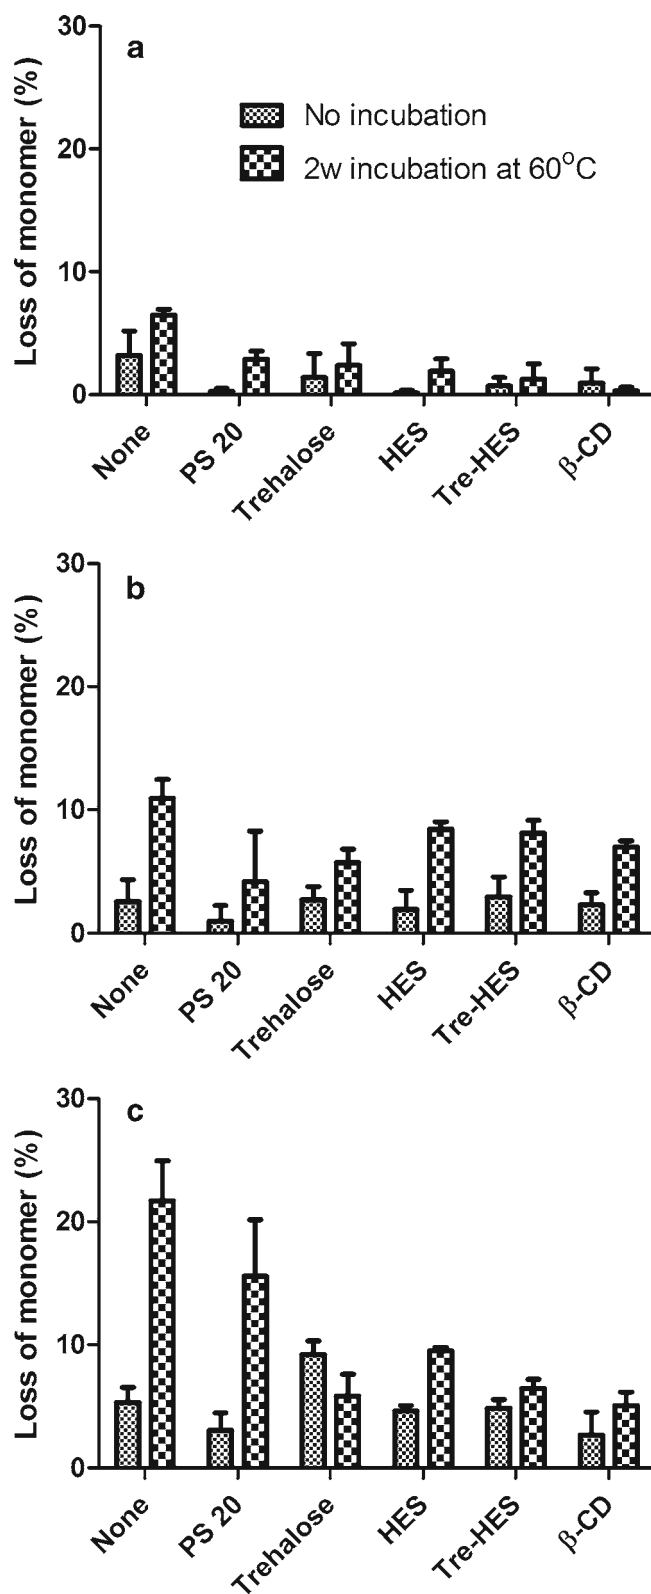 a
Loss of monomer (%)
30
20
10
0
No incubation
2w incubation at 60°C
None
PS 20
Trehalose
HES
Tre-HES
β-CD
b
Loss of monomer (%)
30
20
10
0
None
PS 20
Trehalose
HES
Tre-HES
β-CD
c
Loss of monomer (%)
30
20
10
0
None
PS 20
Trehalose
HES
Tre-HES
β-CD